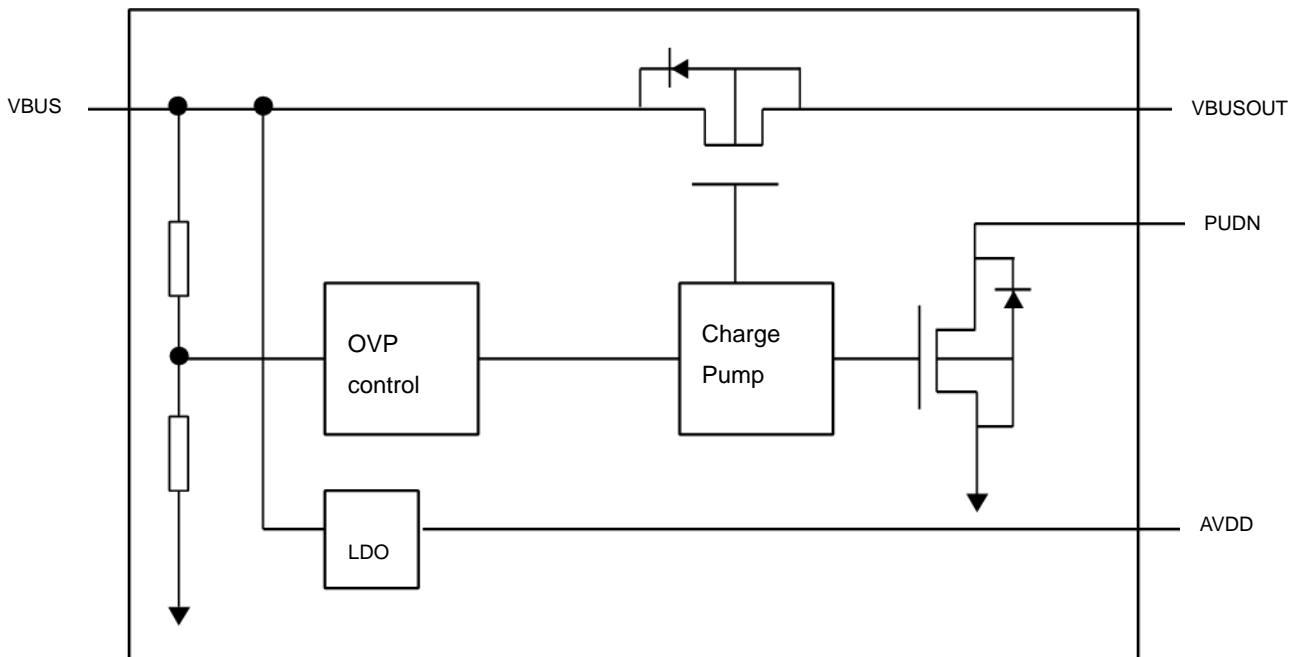 VBUS
VBUSOUT
PUDN
OVP
control
Charge
Pump
LDO
AVDD